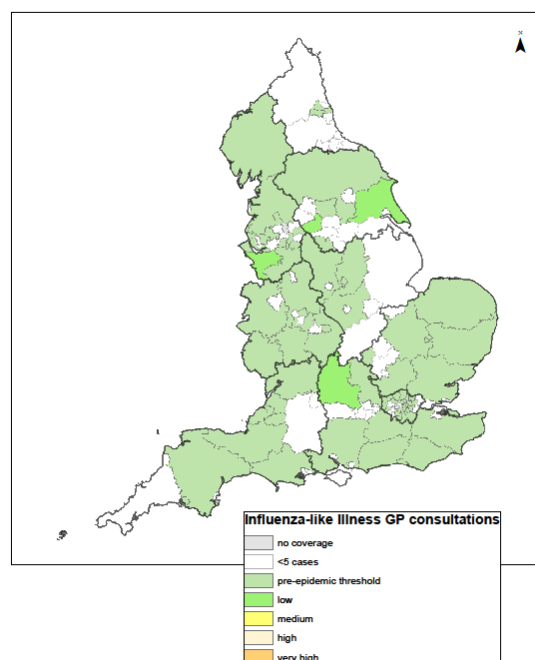 N
Influenza-like Illness GP consultations
no coverage
<5 cases
pre-epidemic threshold
low
medium
high
very high